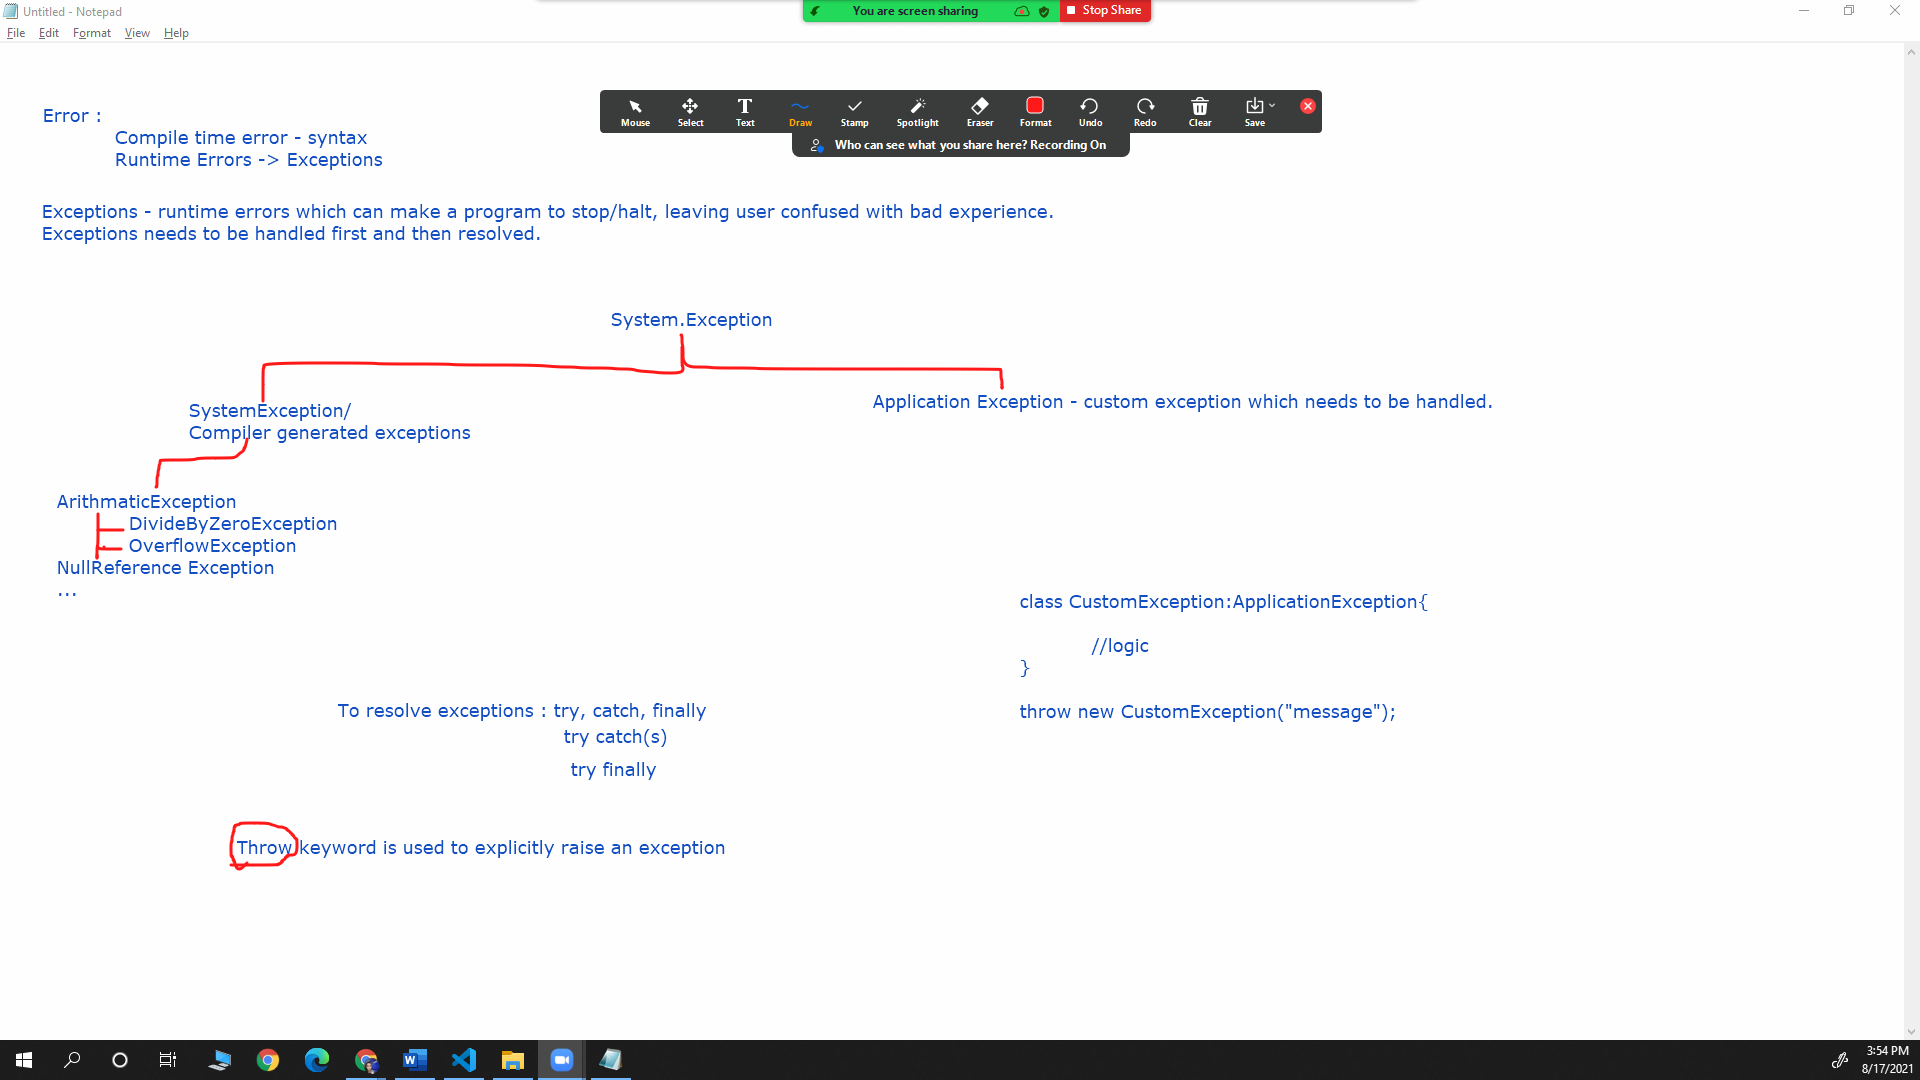 Untitled - Notepad
You are screen sharing
Stop Share
File Edit Format View Help
Mouse Select Text Draw Stamp Spotlight Eraser Format Undo Redo Clear Save
Who can see what you share here? Recording On
Error :
Compile time error - syntax
Runtime Errors -> Exceptions
Exceptions - runtime errors which can make a program to stop/halt, leaving user confused with bad experience.
Exceptions needs to be handled first and then resolved.
System.Exception
SystemException/
Compiler generated exceptions
Application Exception - custom exception which needs to be handled.
ArithmaticException
DivideByZeroException
OverflowException
NullReference Exception
...
class CustomException:ApplicationException{
//logic
}
To resolve exceptions : try, catch, finally
try catch(s)
try finally
throw new CustomException("message");
Throw keyword is used to explicitly raise an exception
3:54 PM
8/17/2021